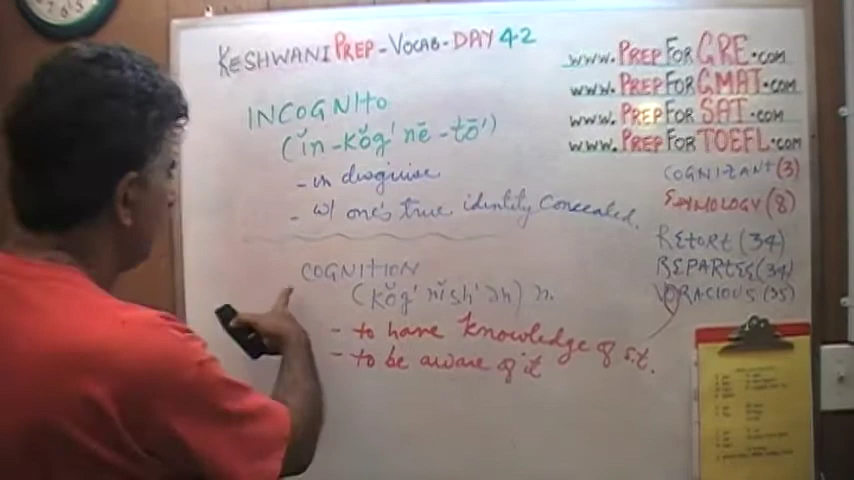 KESHWANI PREP - VOCAB - DAY 42
INCOGNITO
(ĭn - kŏg' nē - tō')
- in disguise
- w/ one's true identity concealed.
COGNITION
(kŏg' nĭsh' ən) n.
- to have knowledge of s.t.
- to be aware of it
www.PREPFORGRE.com
www.PREPFORGMAT.com
www.PREPFORSAT.com
www.PREPFORTOEFL.com
COGNIZANT (3)
ETYMOLOGY (8)
RETORT (34)
REPARTEE (34)
VORACIOUS (35)